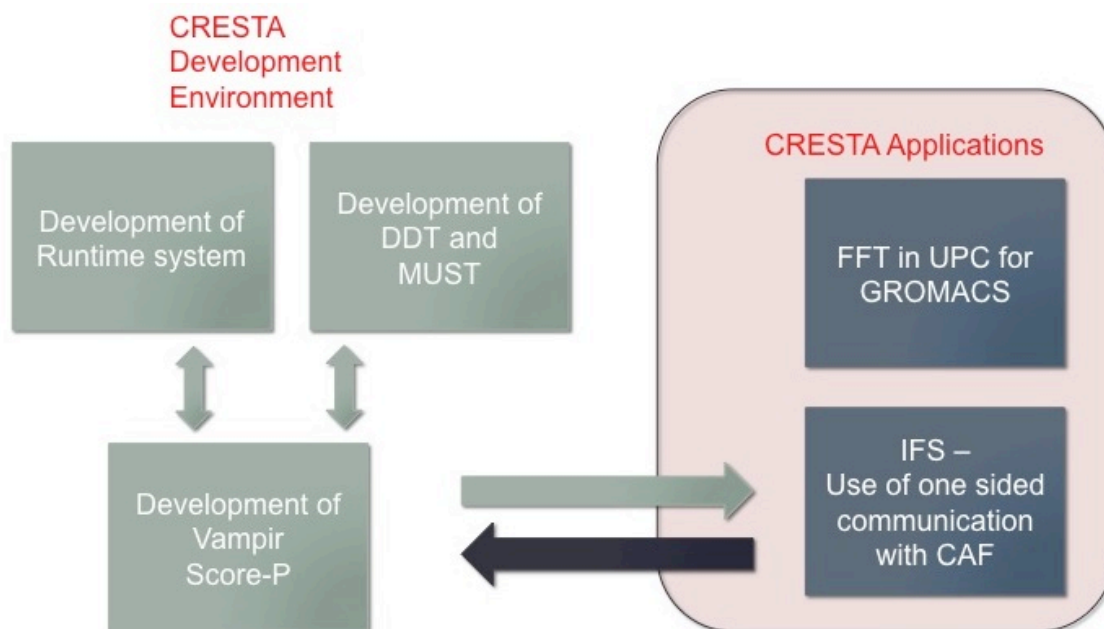 CRESTA
Development
Environment
Development of
Runtime system
Development of
DDT and
MUST
Development of
Vampir
Score-P
CRESTA Applications
FFT in UPC for
GROMACS
IFS –
Use of one sided
communication
with CAF